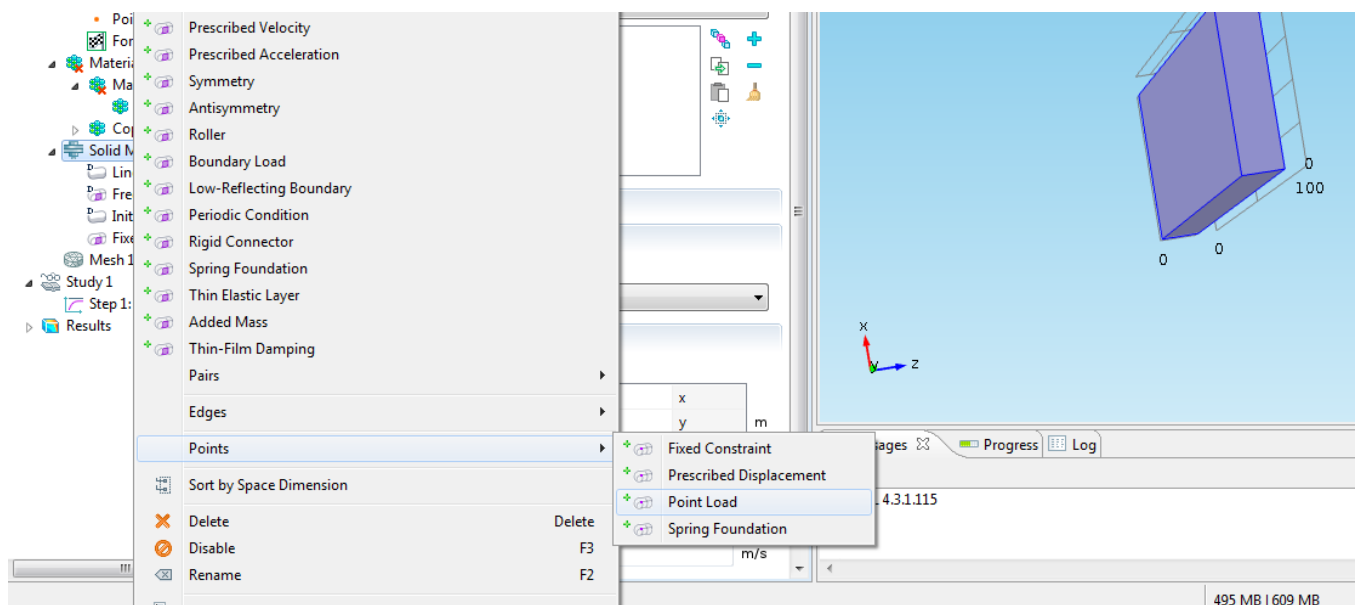 Poi
For
Materia
Ma
Cop
Solid M
Lin
Fre
Init
Fixe
Mesh 1
Study 1
Step 1:
Results
Prescribed Velocity
Prescribed Acceleration
Symmetry
Antisymmetry
Roller
Boundary Load
Low-Reflecting Boundary
Periodic Condition
Rigid Connector
Spring Foundation
Thin Elastic Layer
Added Mass
Thin-Film Damping
Pairs
Edges
Points
Sort by Space Dimension
Delete Delete
Disable F3
Rename F2
x
y m
m/s
Fixed Constraint
Prescribed Displacement
Point Load
Spring Foundation
0
100
0
0
x
y z
ages Progress Log
4.3.1.115
495 MB | 609 MB